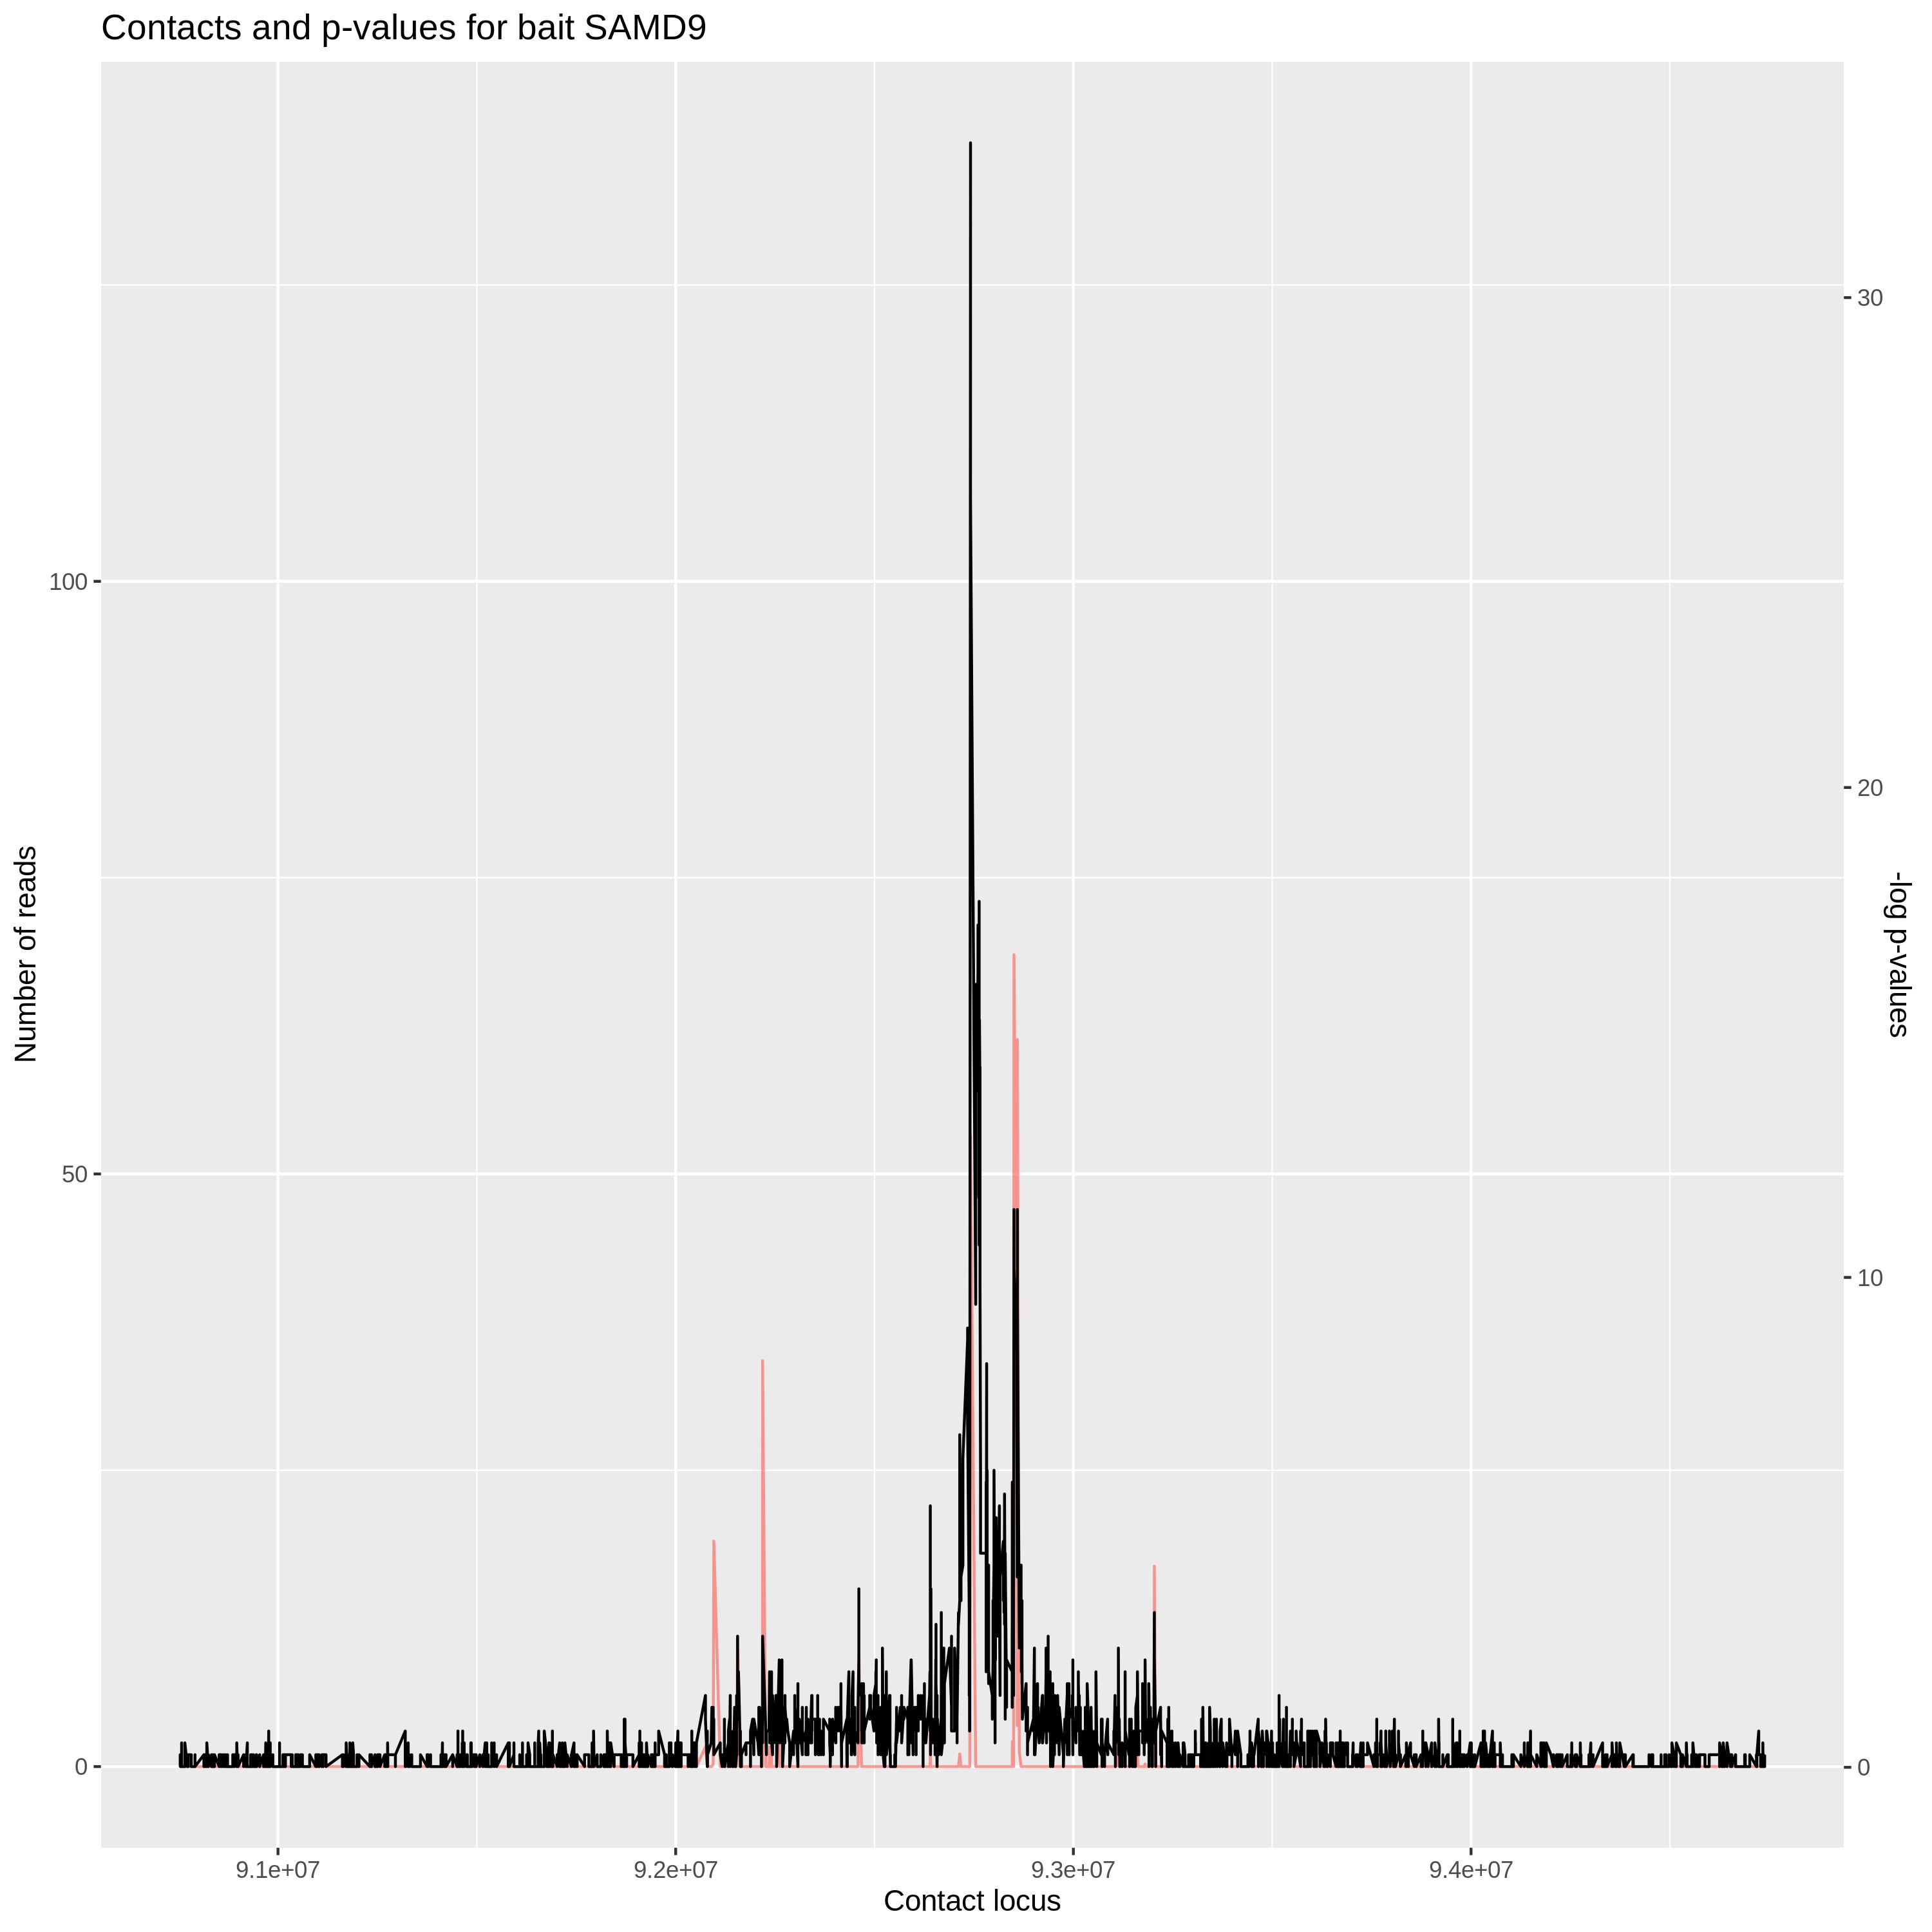 Contacts and p-values for bait SAMD9
100
50
0
Number of reads
30
20
10
0
-log p-values
9.1e+07
9.2e+07
9.3e+07
9.4e+07
Contact locus